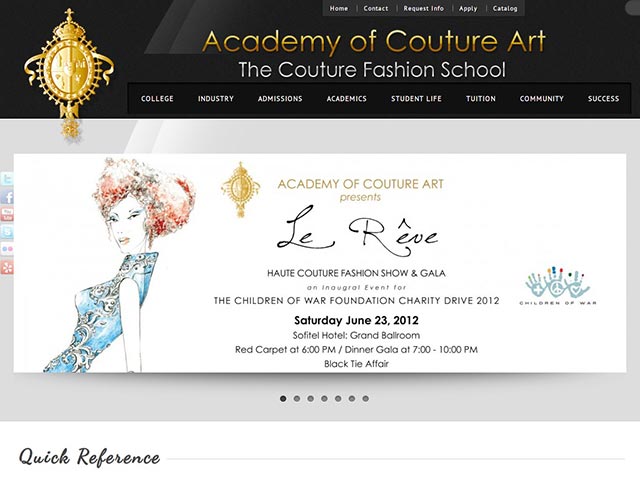 Home Contact Request Info Apply Catalog
Academy of Couture Art
The Couture Fashion School
COLLEGE INDUSTRY ADMISSIONS ACADEMICS STUDENT LIFE TUITION COMMUNITY SUCCESS
ACADEMY OF COUTURE ART
presents
Le Rêve
HAUTE COUTURE FASHION SHOW & GALA
an Inaugral Event for
THE CHILDREN OF WAR FOUNDATION CHARITY DRIVE 2012
CHILDREN OF WAR
Saturday June 23, 2012
Sofitel Hotel: Grand Ballroom
Red Carpet at 6:00 PM / Dinner Gala at 7:00 - 10:00 PM
Black Tie Affair
Quick Reference